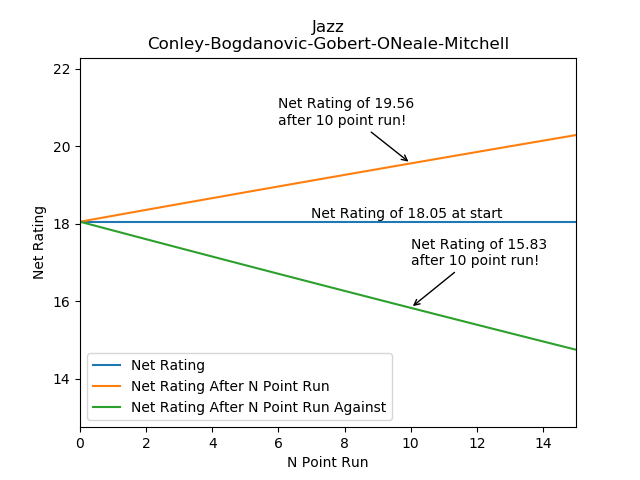 Jazz
Conley-Bogdanovic-Gobert-ONeale-Mitchell
Net Rating
22
20
18
16
14
Net Rating of 19.56
after 10 point run!
Net Rating of 18.05 at start
Net Rating of 15.83
after 10 point run!
Net Rating
Net Rating After N Point Run
Net Rating After N Point Run Against
0 2 4 6 8 10 12 14
N Point Run